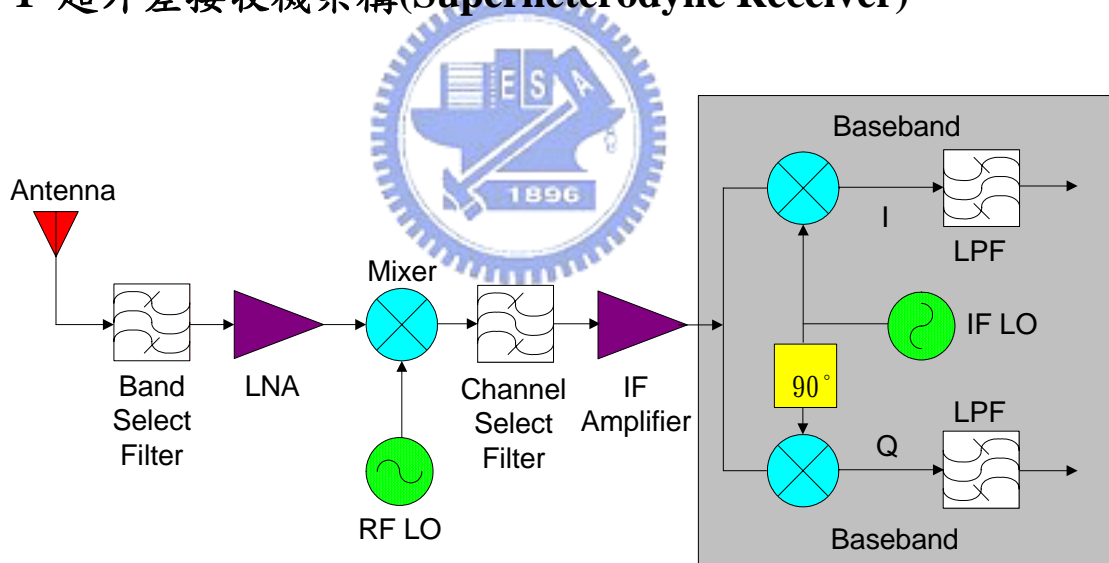 1 超外差接收機架構(Superheterodyne Receiver)
E S A
1896
Baseband
Antenna
I
LPF
Mixer
IF LO
90°
Band
Select
Filter
LNA
Channel
Select
Filter
IF
Amplifier
LPF
Q
RF LO
Baseband